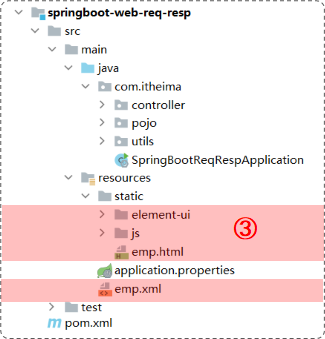 springboot-web-req-resp
src
main
java
com.itheima
controller
pojo
utils
SpringBootReqRespApplication
resources
static
element-ui
js
③
emp.html
application.properties
emp.xml
test
pom.xml